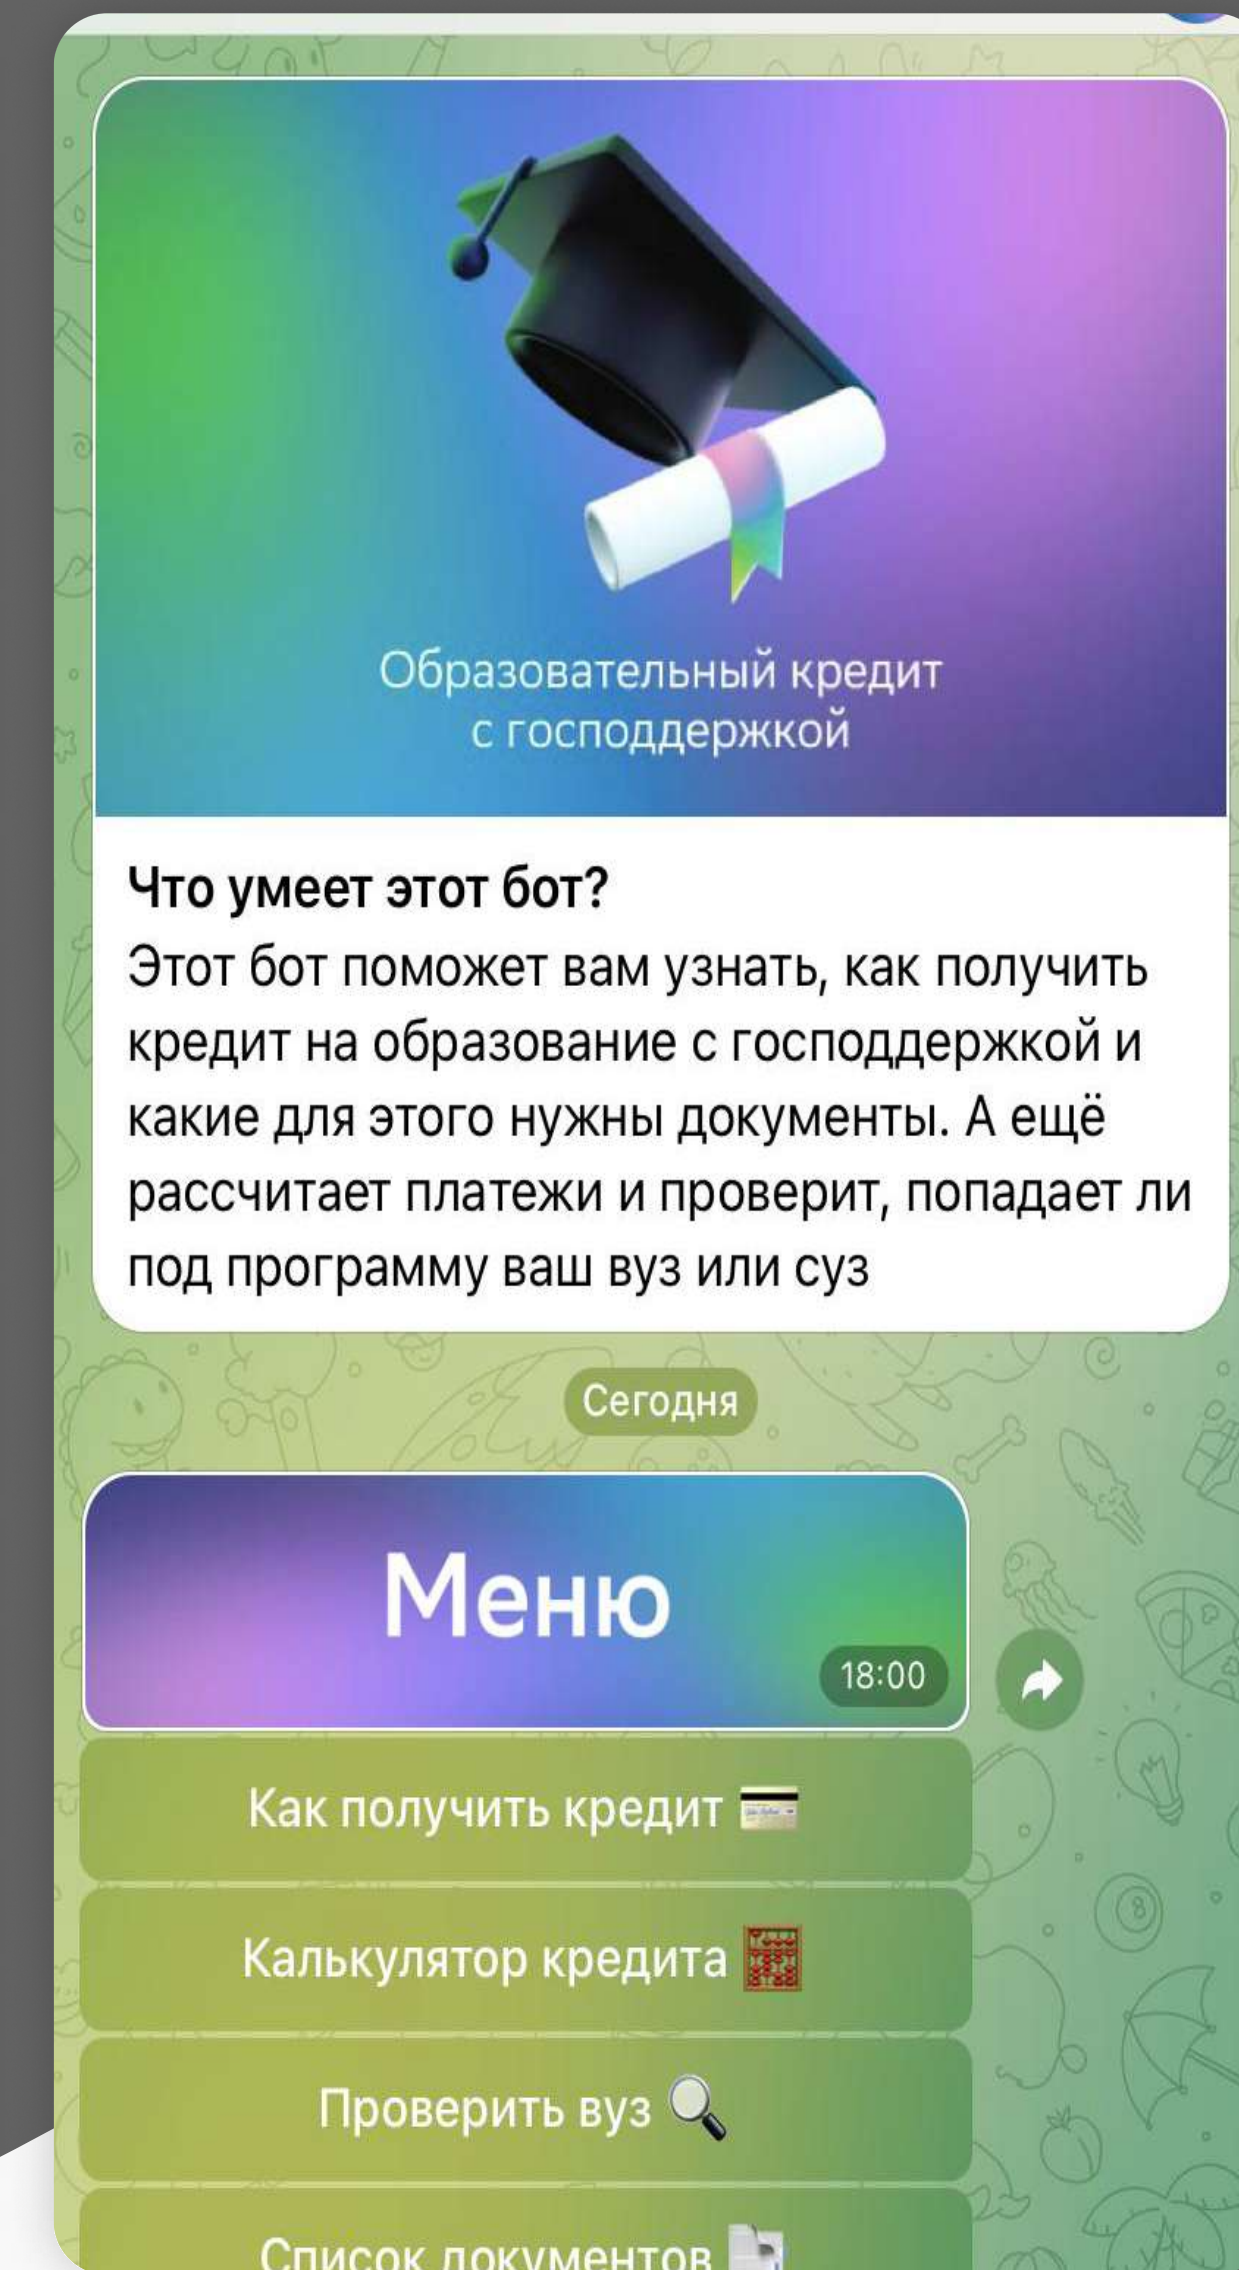 Образовательный кредит
с господдержкой
Что умеет этот бот?
Этот бот поможет вам узнать, как получить
кредит на образование с господдержкой и
какие для этого нужны документы. А ещё
рассчитает платежи и проверит, попадает ли
под программу ваш вуз или суз
Сегодня
Меню
18:00
Как получить кредит
Калькулятор кредита
Проверить вуз
Список документов